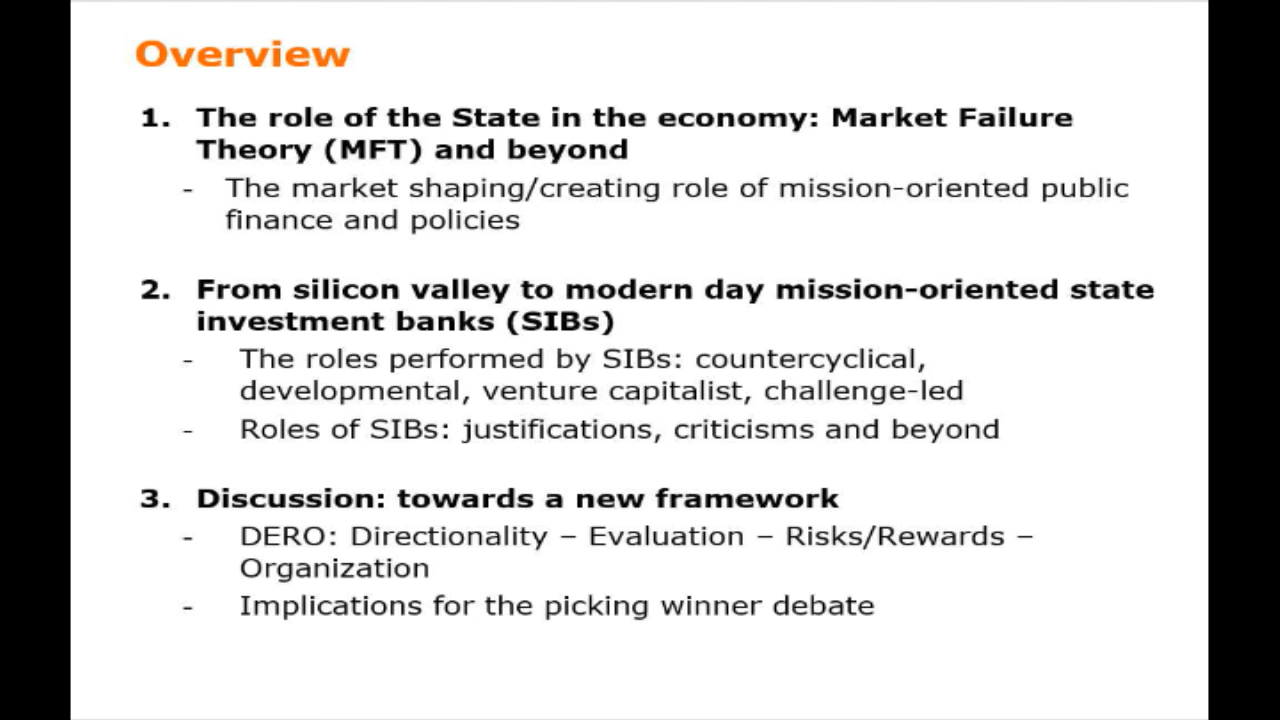 Overview
1. The role of the State in the economy: Market Failure
Theory (MFT) and beyond
- The market shaping/creating role of mission-oriented public
finance and policies
2. From silicon valley to modern day mission-oriented state
investment banks (SIBs)
- The roles performed by SIBs: countercyclical,
developmental, venture capitalist, challenge-led
- Roles of SIBs: justifications, criticisms and beyond
3. Discussion: towards a new framework
- DERO: Directionality – Evaluation – Risks/Rewards –
Organization
- Implications for the picking winner debate